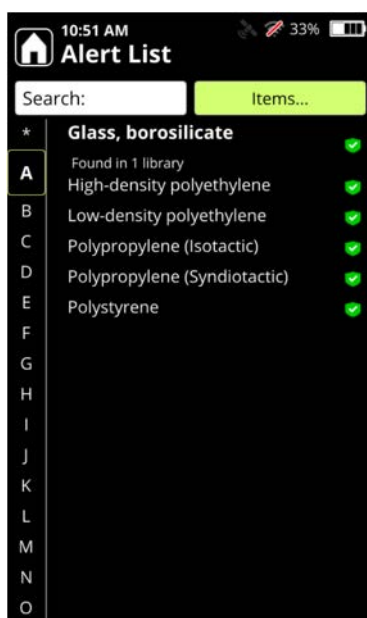 10:51 AM
33%
Alert List
Search:
Items...
*
A
B
C
D
E
F
G
H
I
J
K
L
M
N
O
Glass, borosilicate
Found in 1 library
High-density polyethylene
Low-density polyethylene
Polypropylene (Isotactic)
Polypropylene (Syndiotactic)
Polystyrene